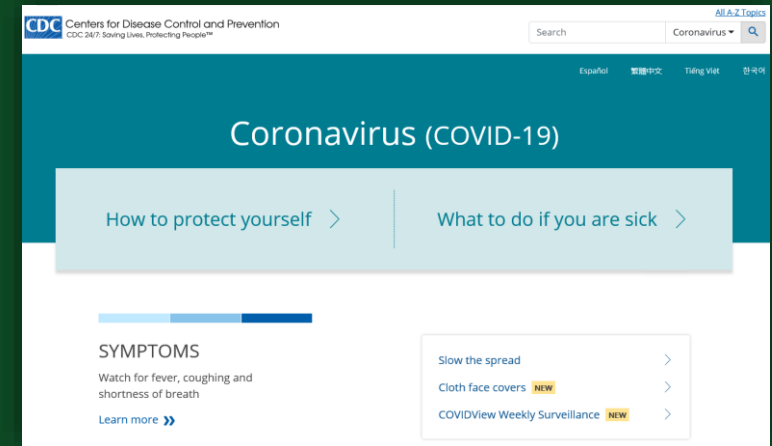 All A-Z Topics
CDC Centers for Disease Control and Prevention
CDC 24/7: Saving Lives, Protecting People™
Search
Coronavirus
Español 繁體中文 Tiếng Việt 한국어
Coronavirus (COVID-19)
How to protect yourself
What to do if you are sick
SYMPTOMS
Watch for fever, coughing and
shortness of breath
Learn more
Slow the spread
Cloth face covers NEW
COVIDView Weekly Surveillance NEW